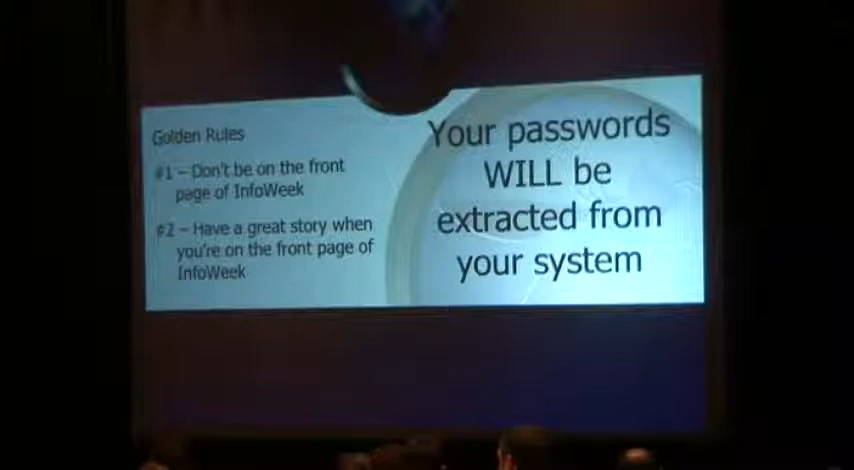 Golden Rules
#1 – Don't be on the front
page of InfoWeek
#2 – Have a great story when
you're on the front page of
InfoWeek
Your passwords
WILL be
extracted from
your system